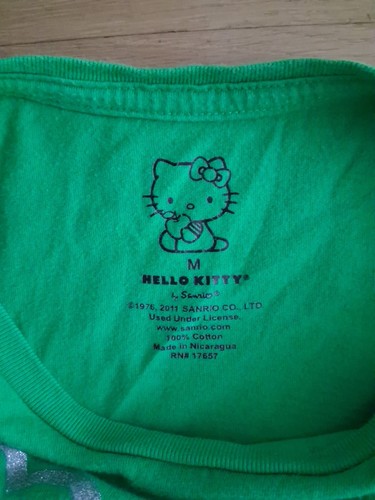 M
HELLO KITTY®
by Sanrio®
©1976, 2011 SANRIO CO., LTD.
Used Under License.
www.sanrio.com
100% Cotton
Made in Nicaragua
RN# 17657